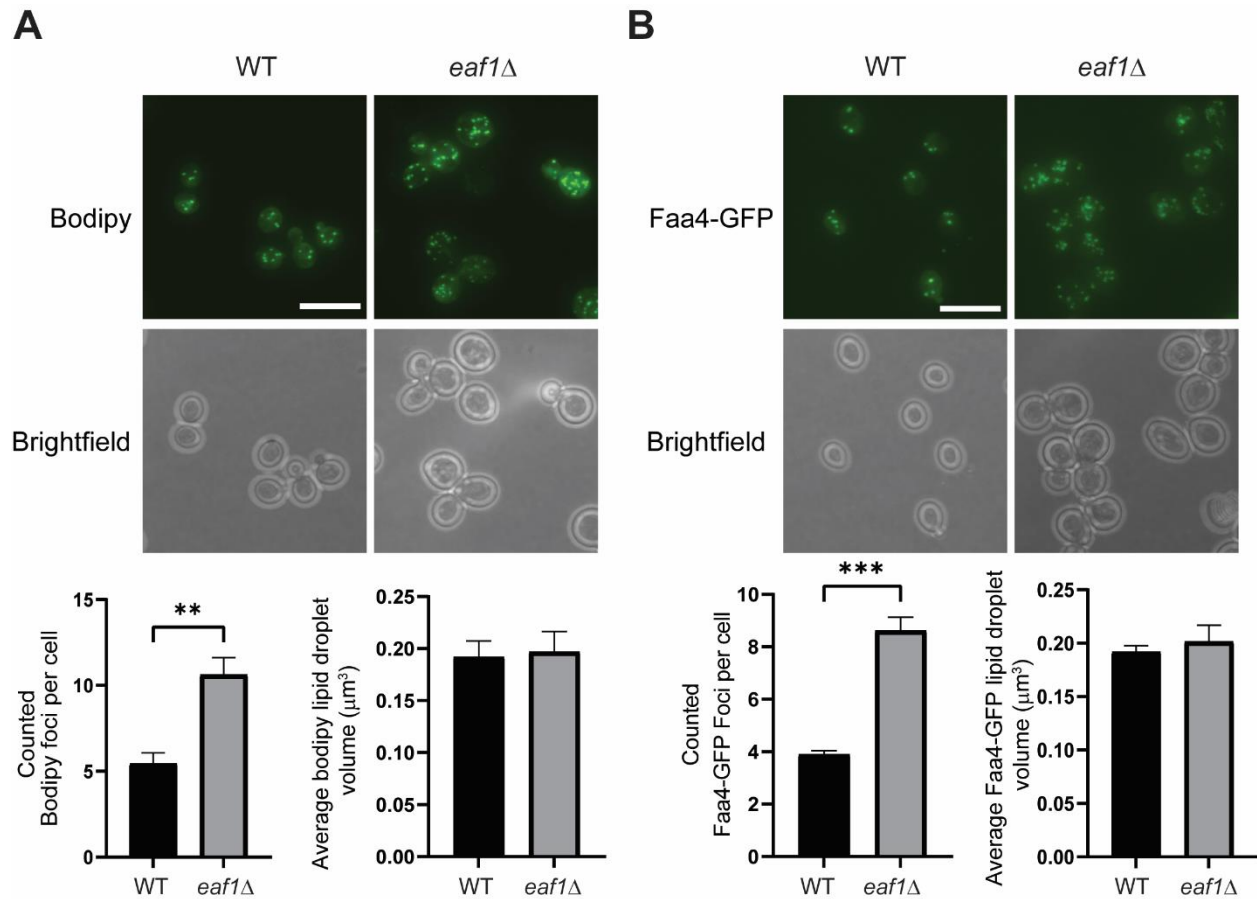 A
B
WT
eaf1Δ
WT
eaf1Δ
Bodipy
Faa4-GFP
Brightfield
Brightfield
Counted
Bodipy foci per cell
15
10
5
0
**
WT
eaf1Δ
Average bodipy lipid droplet
volume (μm³)
0.25
0.20
0.15
0.10
0.05
0.00
WT
eaf1Δ
Counted
Faa4-GFP Foci per cell
10
8
6
4
2
0
***
WT
eaf1Δ
Average Faa4-GFP lipid droplet
volume (μm³)
0.25
0.20
0.15
0.10
0.05
0.00
WT
eaf1Δ